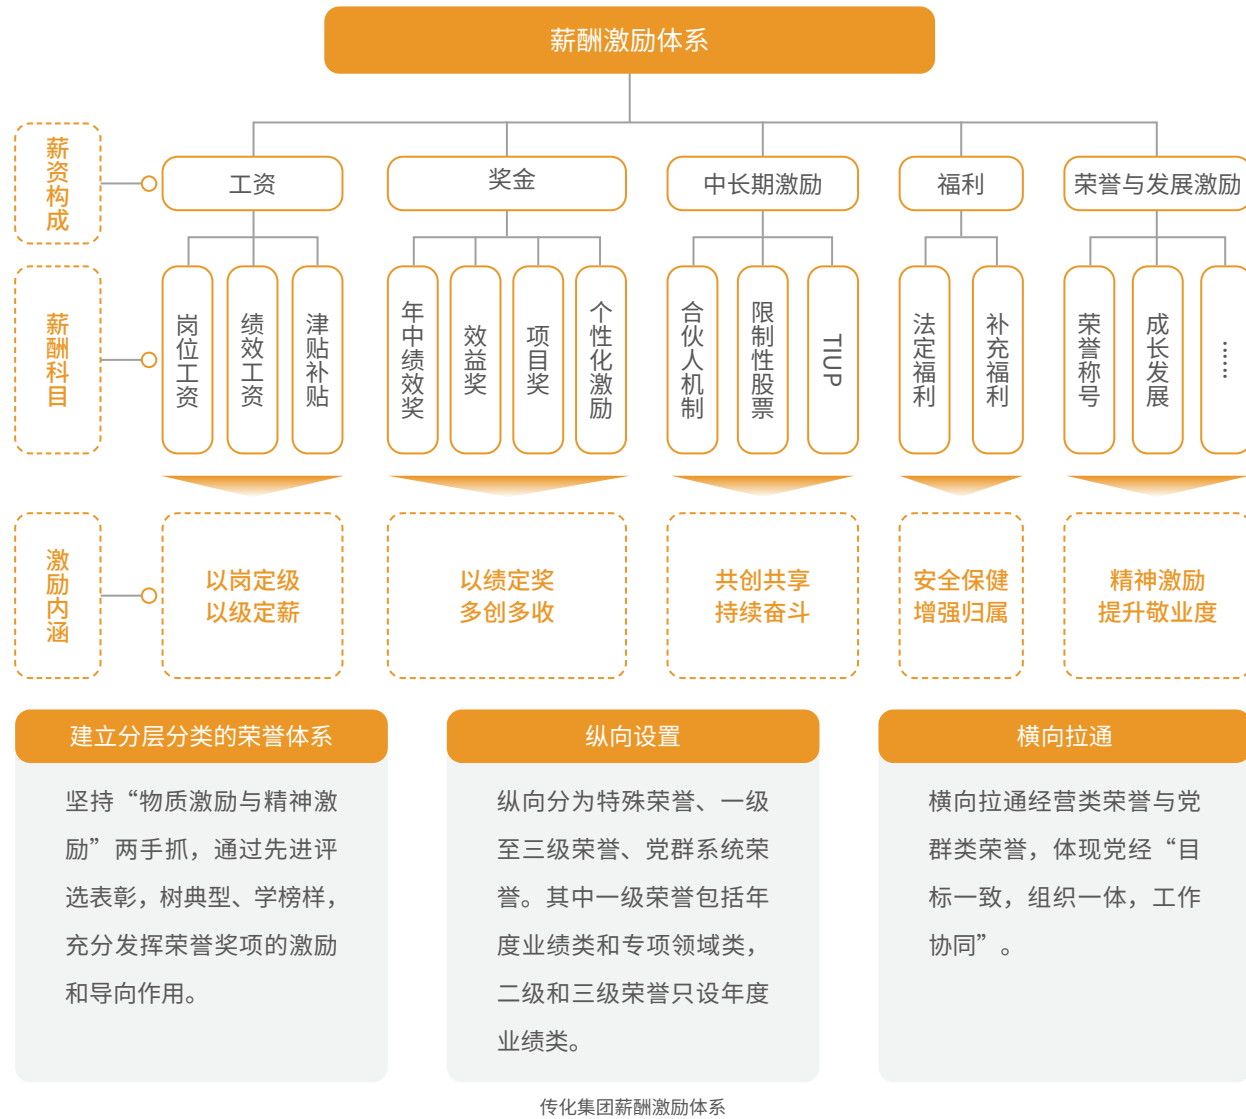 薪酬激励体系
薪资构成
工资
奖金
中长期激励
福利
荣誉与发展激励
薪酬科目
岗位工资
绩效工资
津贴补贴
年中绩效奖
效益奖
项目奖
个性化激励
合伙人机制
限制性股票
TIUP
法定福利
补充福利
荣誉称号
成长发展
……
激励内涵
以岗定级
以级定薪
以绩定奖
多创多收
共创共享
持续奋斗
安全保健
增强归属
精神激励
提升敬业度
建立分层分类的荣誉体系
坚持“物质激励与精神激
励”两手抓，通过先进评
选表彰，树典型、学榜样，
充分发挥荣誉奖项的激励
和导向作用。
纵向设置
纵向分为特殊荣誉、一级
至三级荣誉、党群系统荣
誉。其中一级荣誉包括年
度业绩类和专项领域类，
二级和三级荣誉只设年度
业绩类。
横向拉通
横向拉通经营类荣誉与党
群类荣誉，体现党经“目
标一致，组织一体，工作
协同”。
传化集团薪酬激励体系